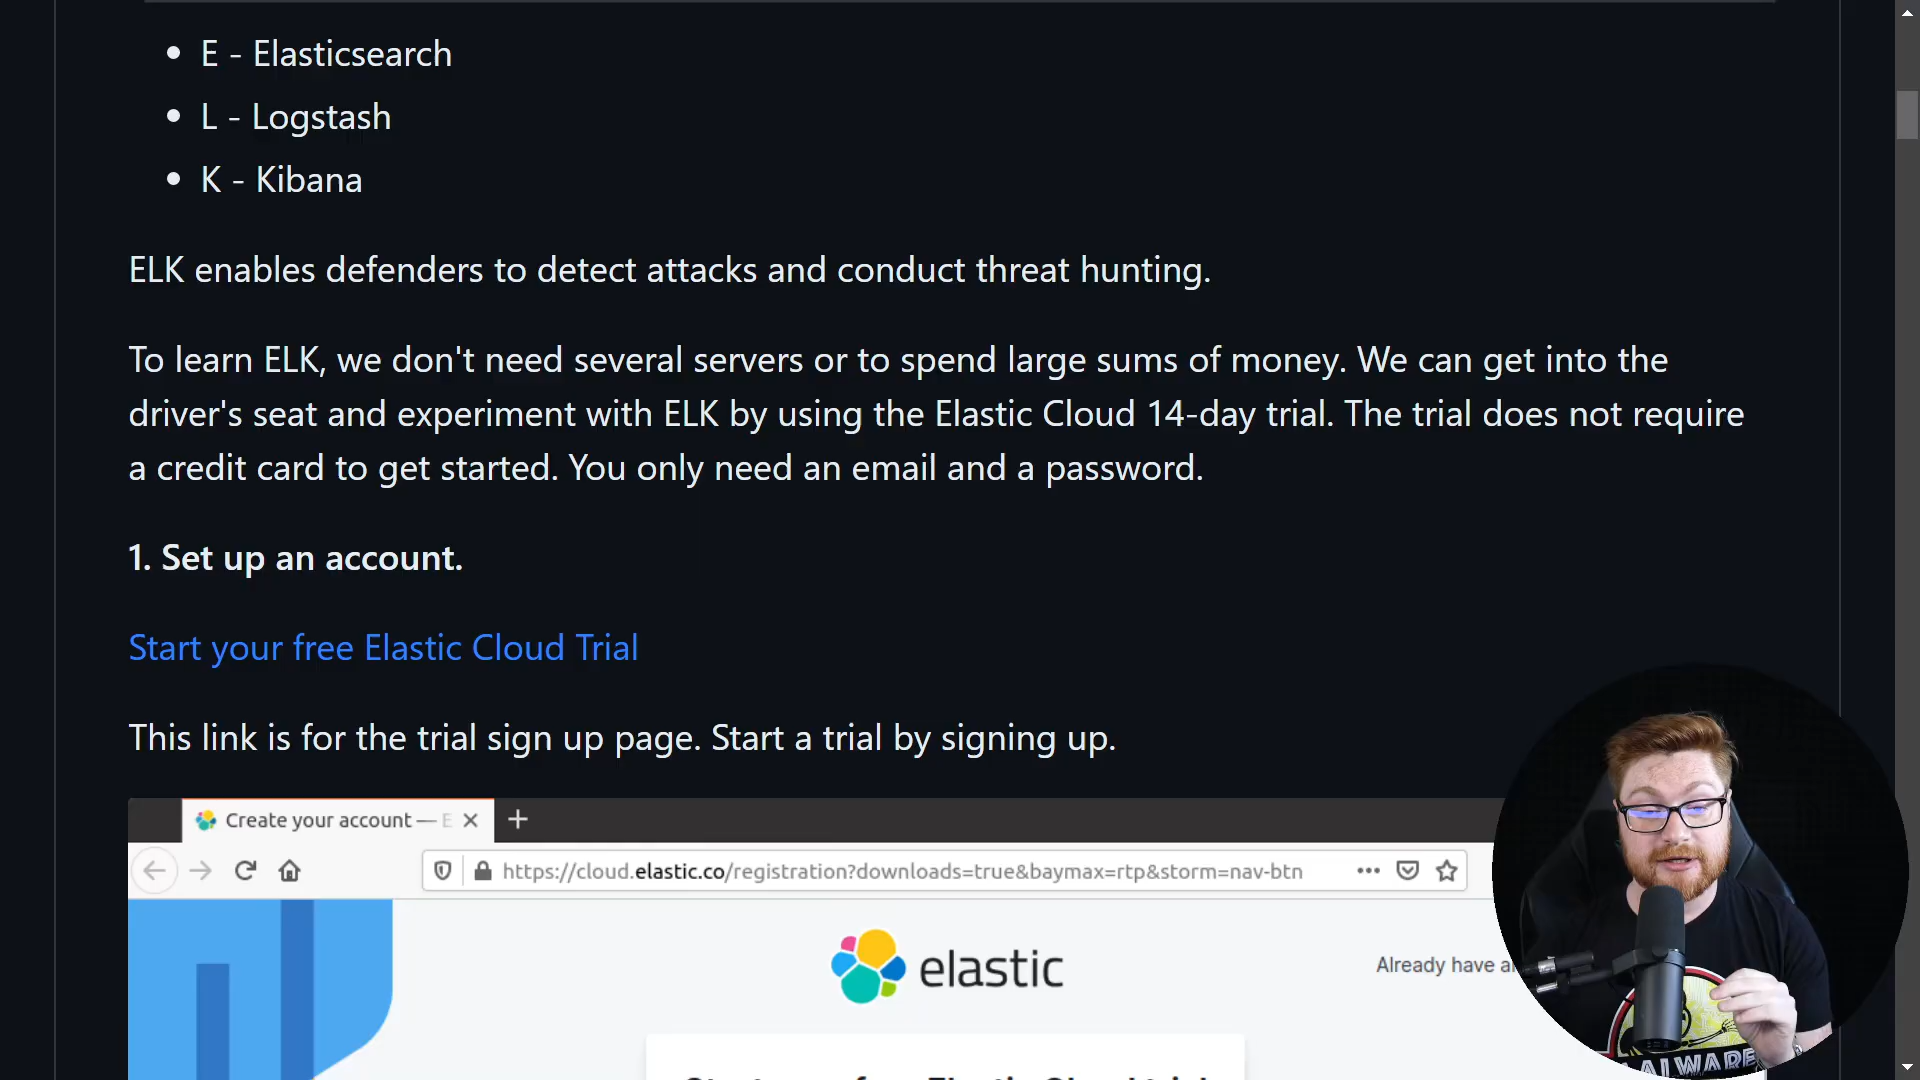 E - Elasticsearch
L - Logstash
K - Kibana
ELK enables defenders to detect attacks and conduct threat hunting.
To learn ELK, we don't need several servers or to spend large sums of money. We can get into the
driver's seat and experiment with ELK by using the Elastic Cloud 14-day trial. The trial does not require
a credit card to get started. You only need an email and a password.
1. Set up an account.
Start your free Elastic Cloud Trial
This link is for the trial sign up page. Start a trial by signing up.
Create your account — E
https://cloud.elastic.co/registration?downloads=true&baymax=rtp&storm=nav-btn
elastic
Already have